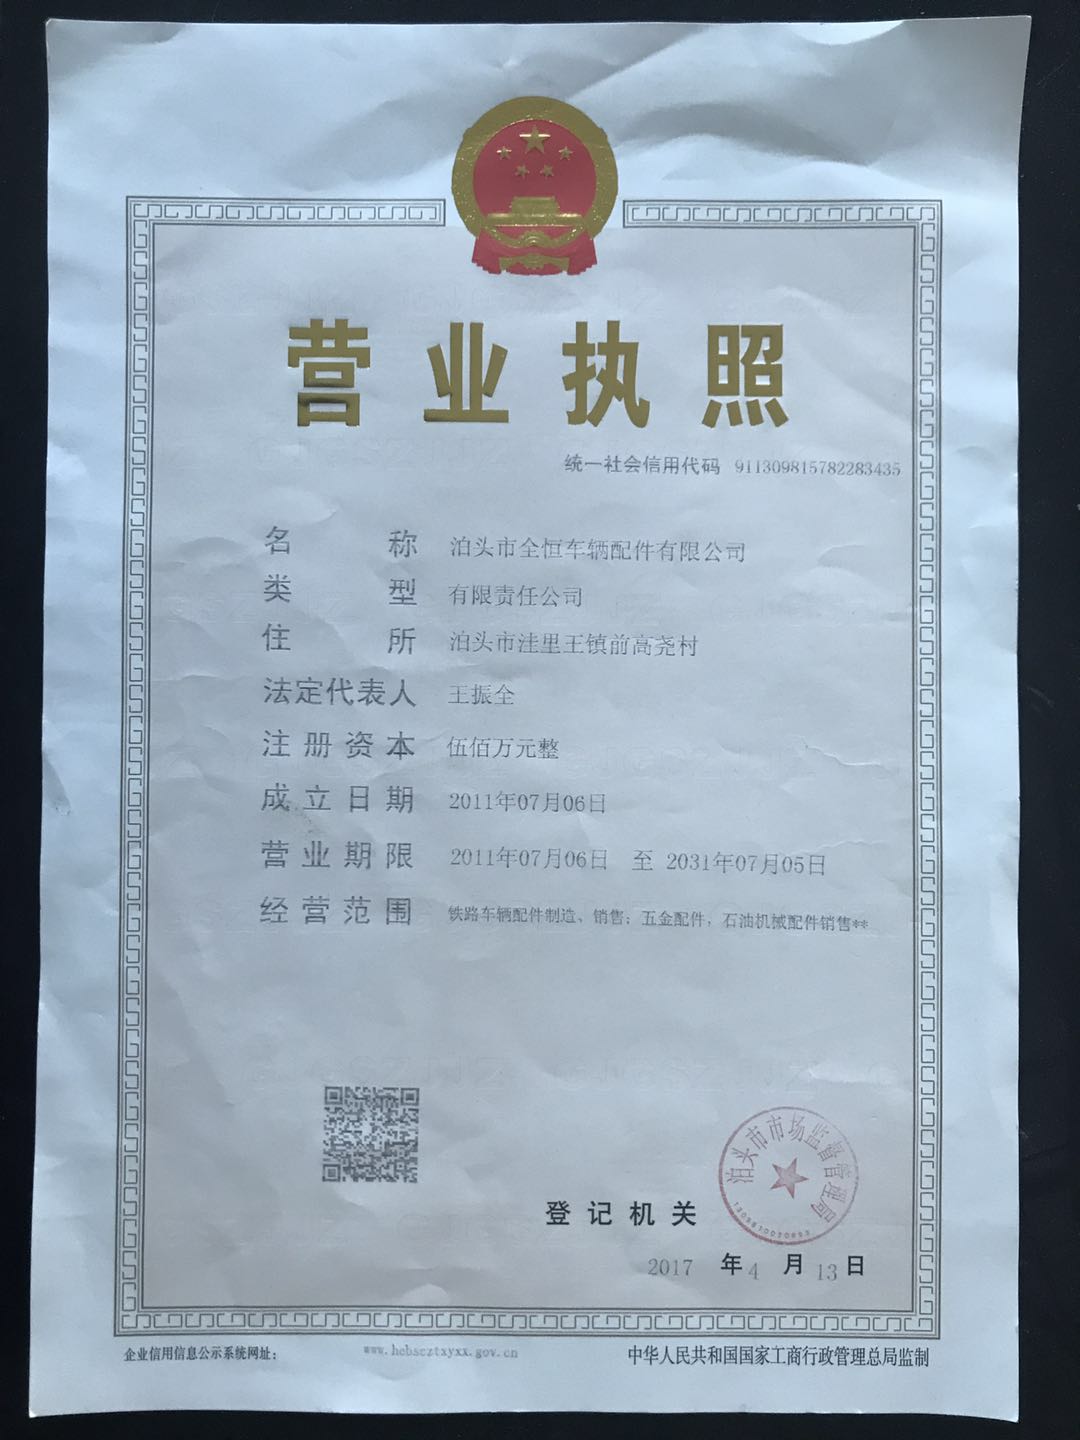 营业执照
统一社会信用代码 911309815782283435
名称 泊头市全恒车辆配件有限公司
类型 有限责任公司
住所 泊头市洼里王镇前高尧村
法定代表人 王振全
注册资本 伍佰万元整
成立日期 2011年07月06日
营业期限 2011年07月06日 至 2031年07月05日
经营范围 铁路车辆配件制造、销售；五金配件，石油机械配件销售**
泊头市市场监督管理局
登记机关
2017 年 4 月 13 日
企业信用信息公示系统网址： www.hebscztxyxx.gov.cn 中华人民共和国国家工商行政管理总局监制